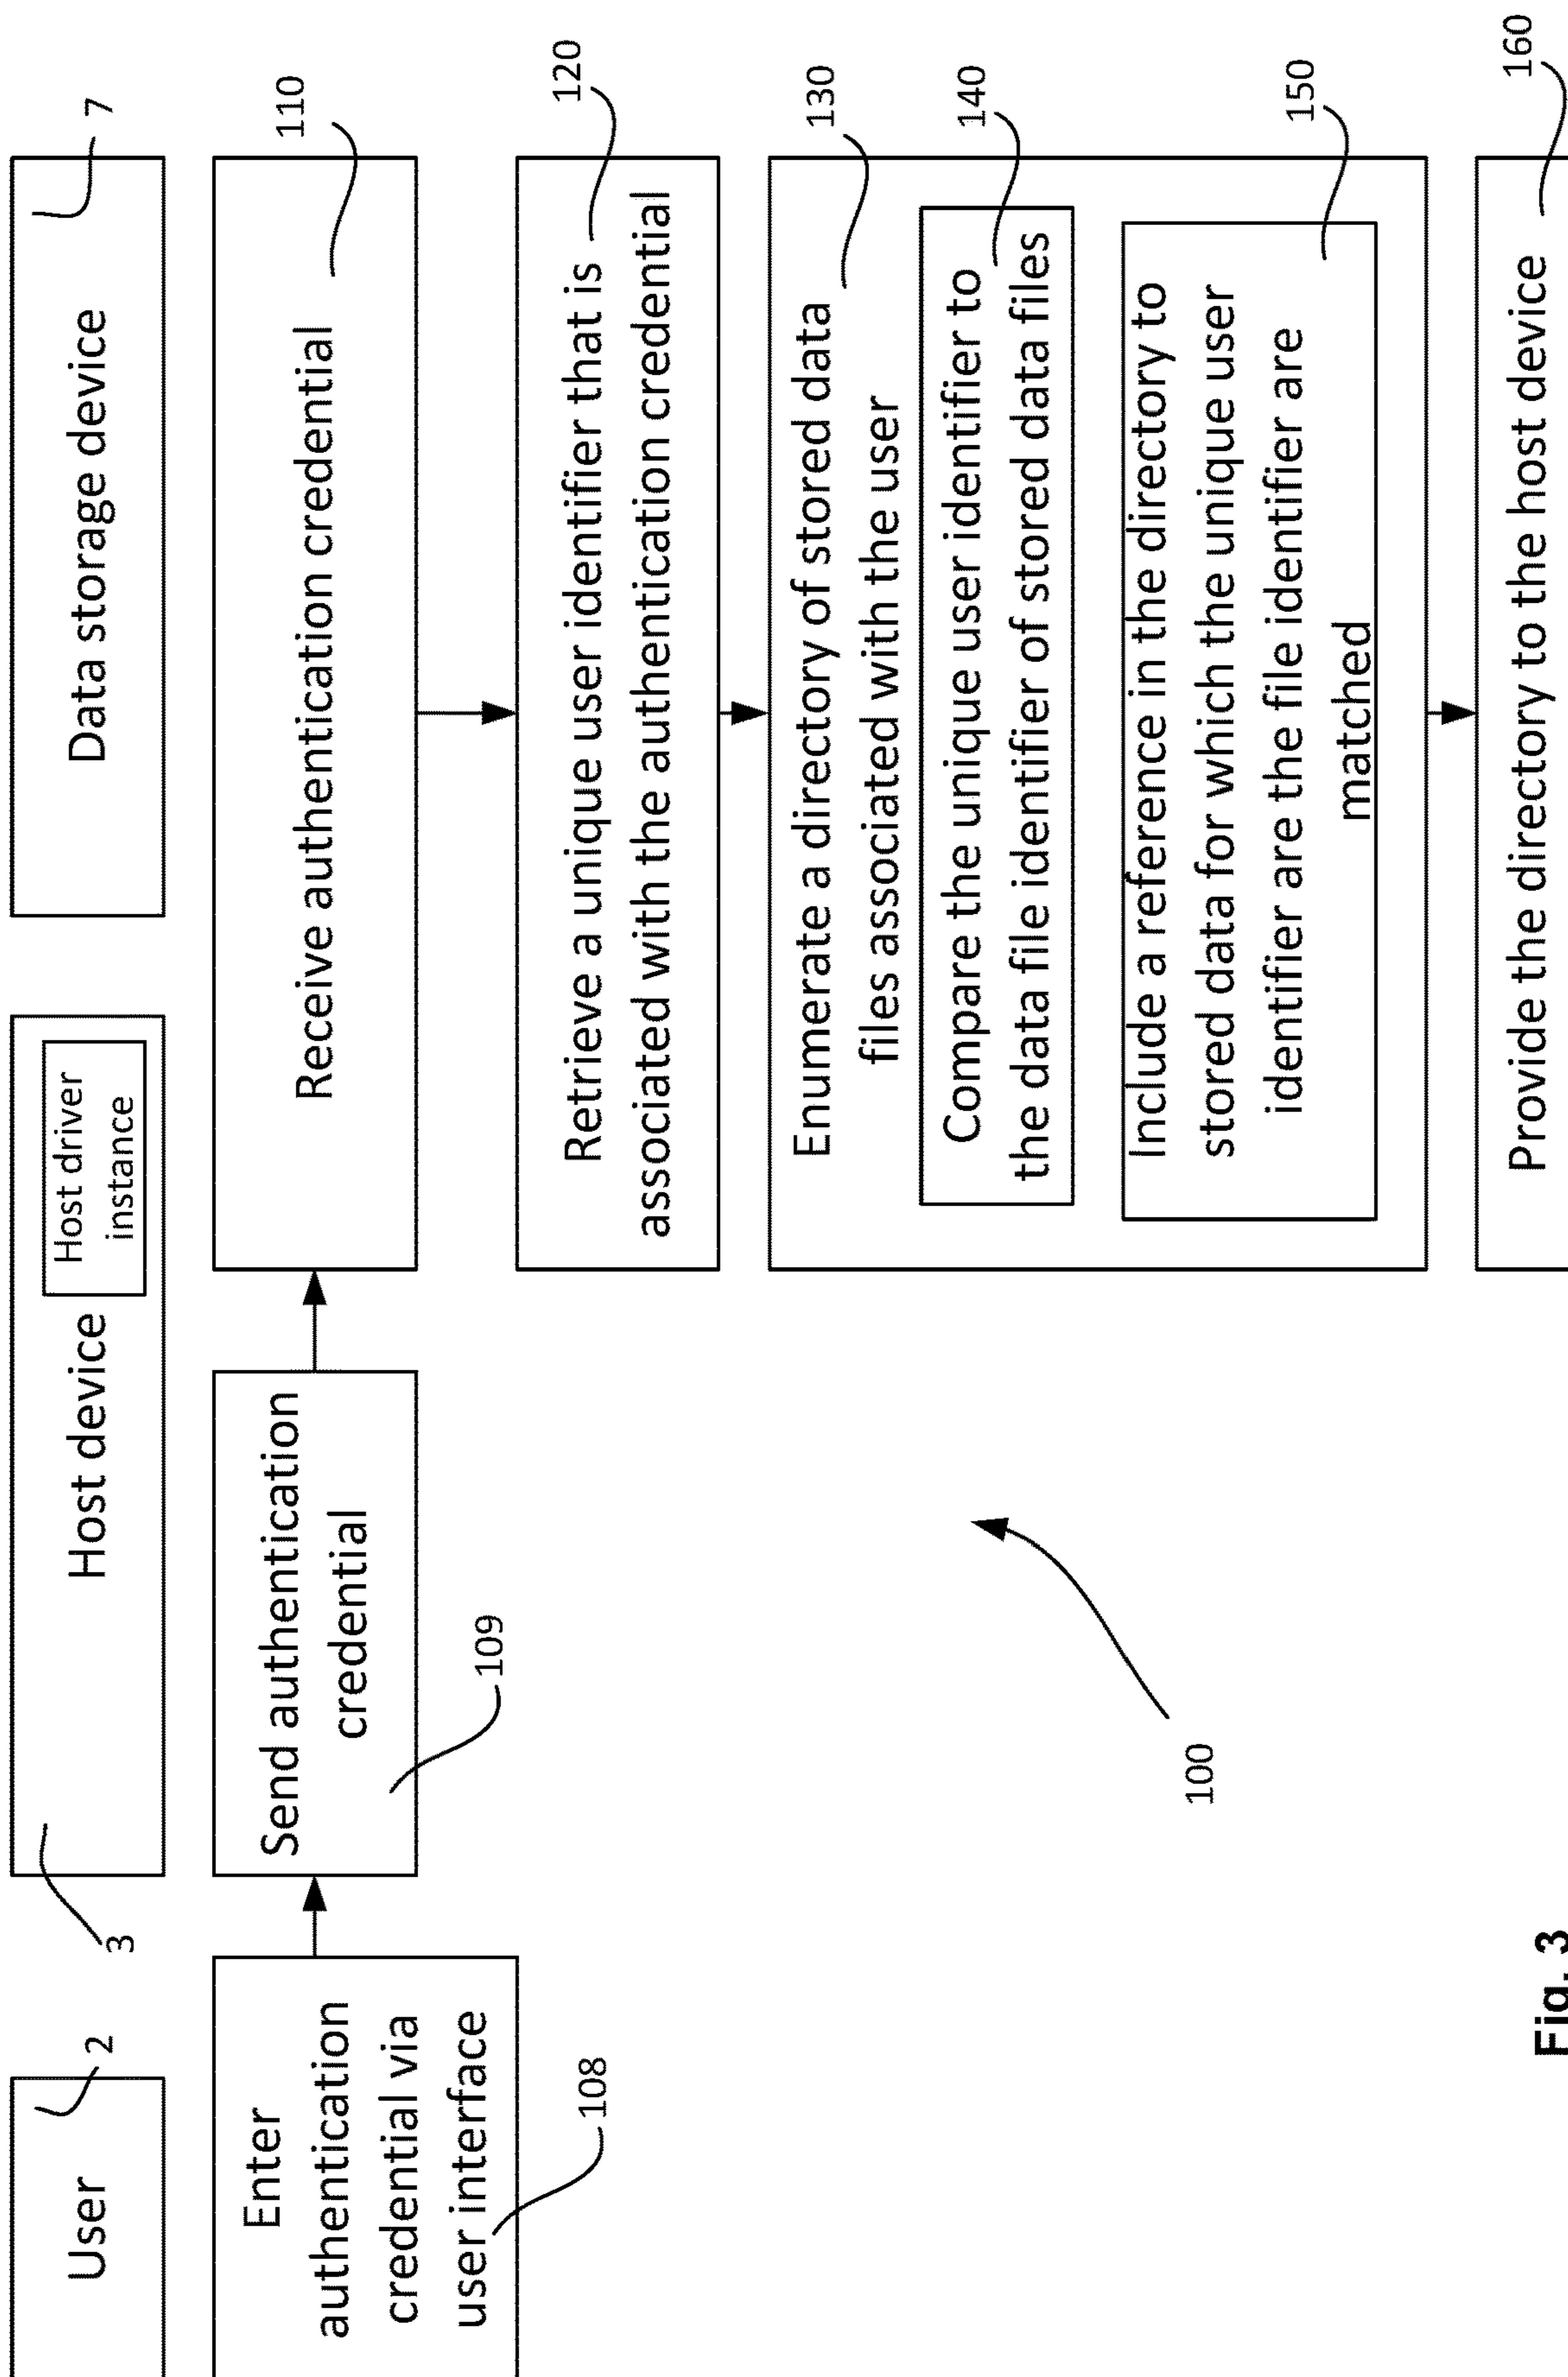 User
2
Host device
Host driver
instance
3
Data storage device
7
Enter
authentication
credential via
user interface
108
Send authentication
credential
109
Receive authentication credential
110
Retrieve a unique user identifier that is
associated with the authentication credential
120
Enumerate a directory of stored data
files associated with the user
130
Compare the unique user identifier to
the data file identifier of stored data files
140
Include a reference in the directory to
stored data for which the unique user
identifier are the file identifier are
matched
150
Provide the directory to the host device
160
100
Fig. 3